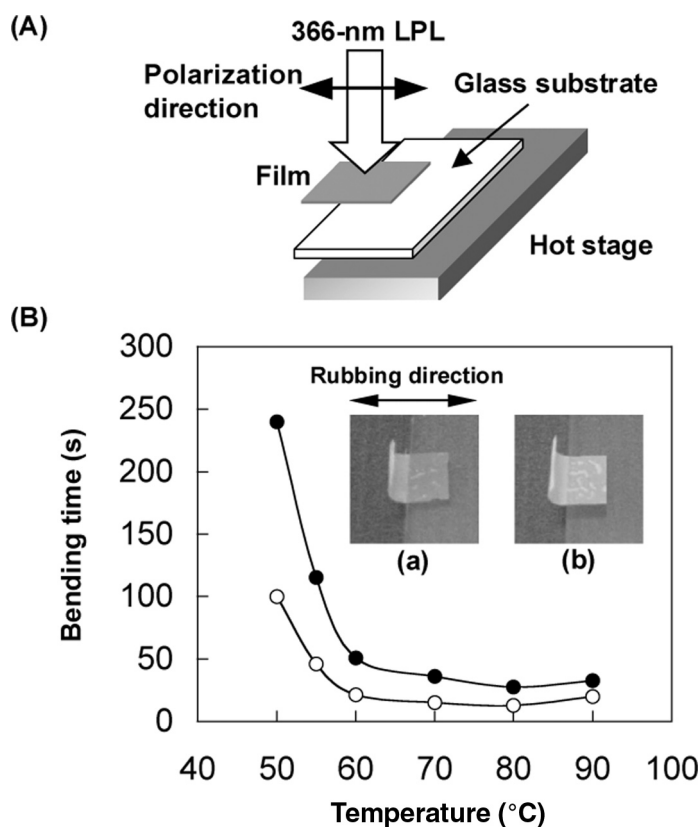 (A)
366-nm LPL
Polarization
direction
Glass substrate
Film
Hot stage
(B)
300
250
200
150
100
50
0
Bending time (s)
Rubbing direction
(a)
(b)
40
50
60
70
80
90
100
Temperature (°C)